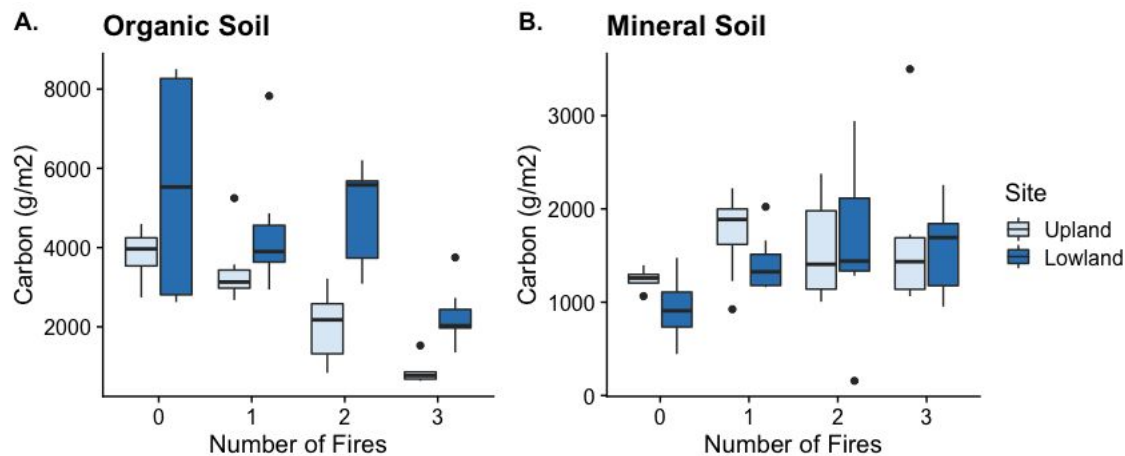 A. Organic Soil
Carbon (g/m2)
8000
6000
4000
2000
0 1 2 3
Number of Fires
B. Mineral Soil
Carbon (g/m2)
3000
2000
1000
0
0 1 2 3
Number of Fires
Site
Upland
Lowland